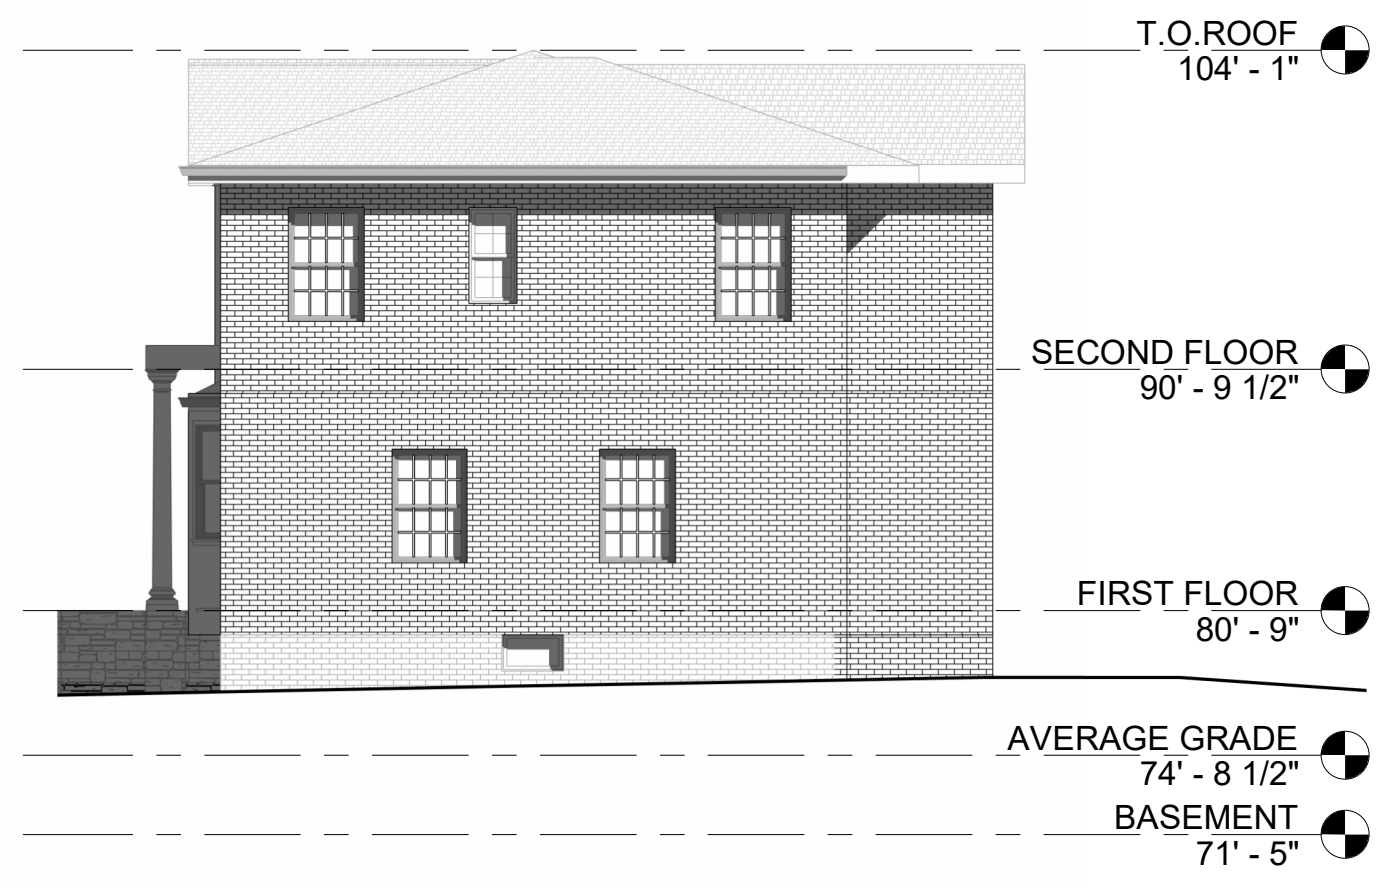 T.O.ROOF
104' - 1"
SECOND FLOOR
90' - 9 1/2"
FIRST FLOOR
80' - 9"
AVERAGE GRADE
74' - 8 1/2"
BASEMENT
71' - 5"